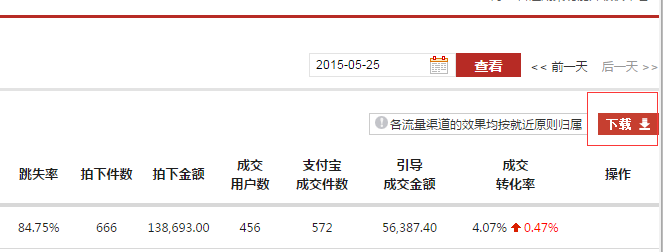 2015-05-25 查看 << 前一天 后一天 >>
各流量渠道的效果均按就近原则归属 下载
跳失率 拍下件数 拍下金额 成交用户数 支付宝成交件数 引导成交金额 成交转化率 操作
84.75% 666 138,693.00 456 572 56,387.40 4.07% 0.47%